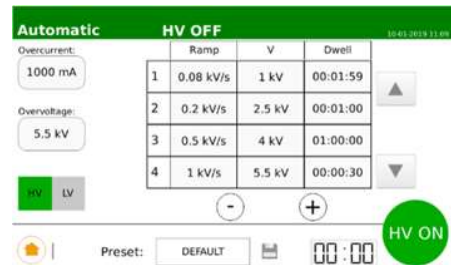 Automatic HV OFF 10-01-2019 11:09
Overcurrent: Ramp V Dwell
1000 mA 1 0.08 kV/s 1 kV 00:01:59
Overvoltage: 2 0.2 kV/s 2.5 kV 00:01:00
5.5 kV 3 0.5 kV/s 4 kV 01:00:00
4 1 kV/s 5.5 kV 00:00:30
HV LV - +
Preset: DEFAULT 00:00 HV ON